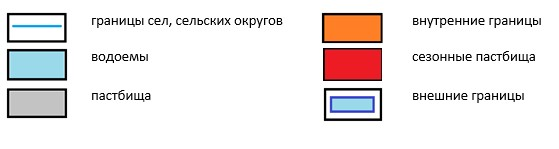 границы сел, сельских округов
водоемы
пастбища
внутренние границы
сезонные пастбища
внешние границы